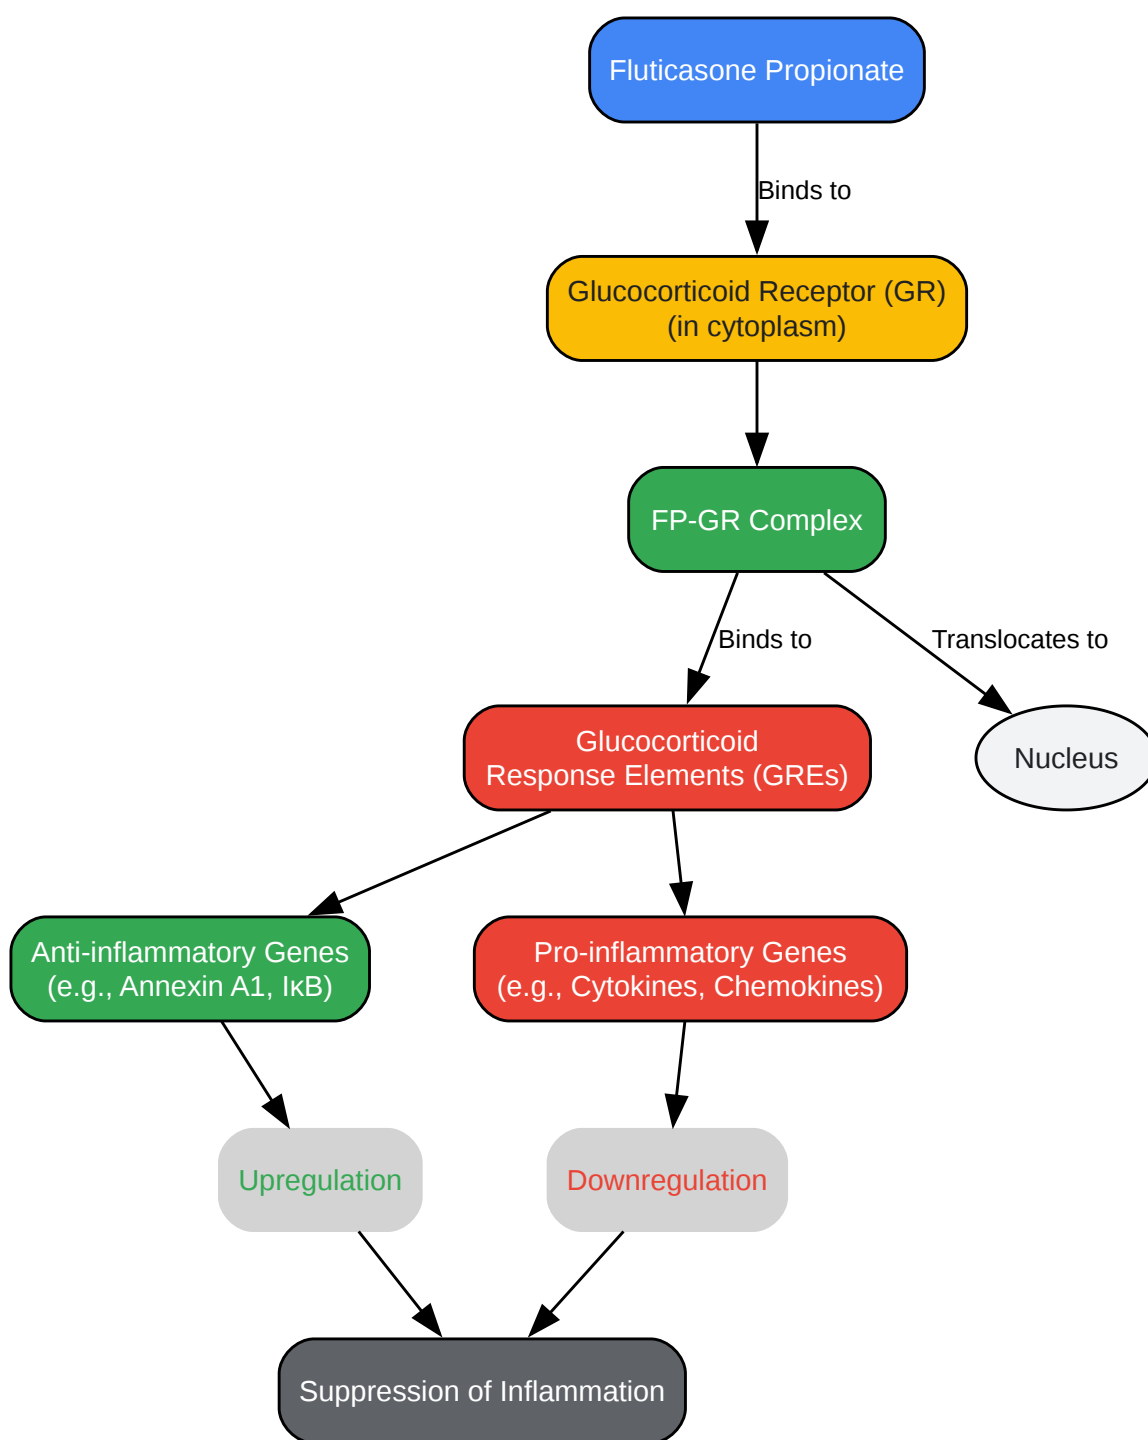 Fluticasone Propionate
Binds to
Glucocorticoid Receptor (GR)
(in cytoplasm)
FP-GR Complex
Binds to
Translocates to
Glucocorticoid
Response Elements (GREs)
Nucleus
Anti-inflammatory Genes
(e.g., Annexin A1, IκB)
Pro-inflammatory Genes
(e.g., Cytokines, Chemokines)
Upregulation
Downregulation
Suppression of Inflammation